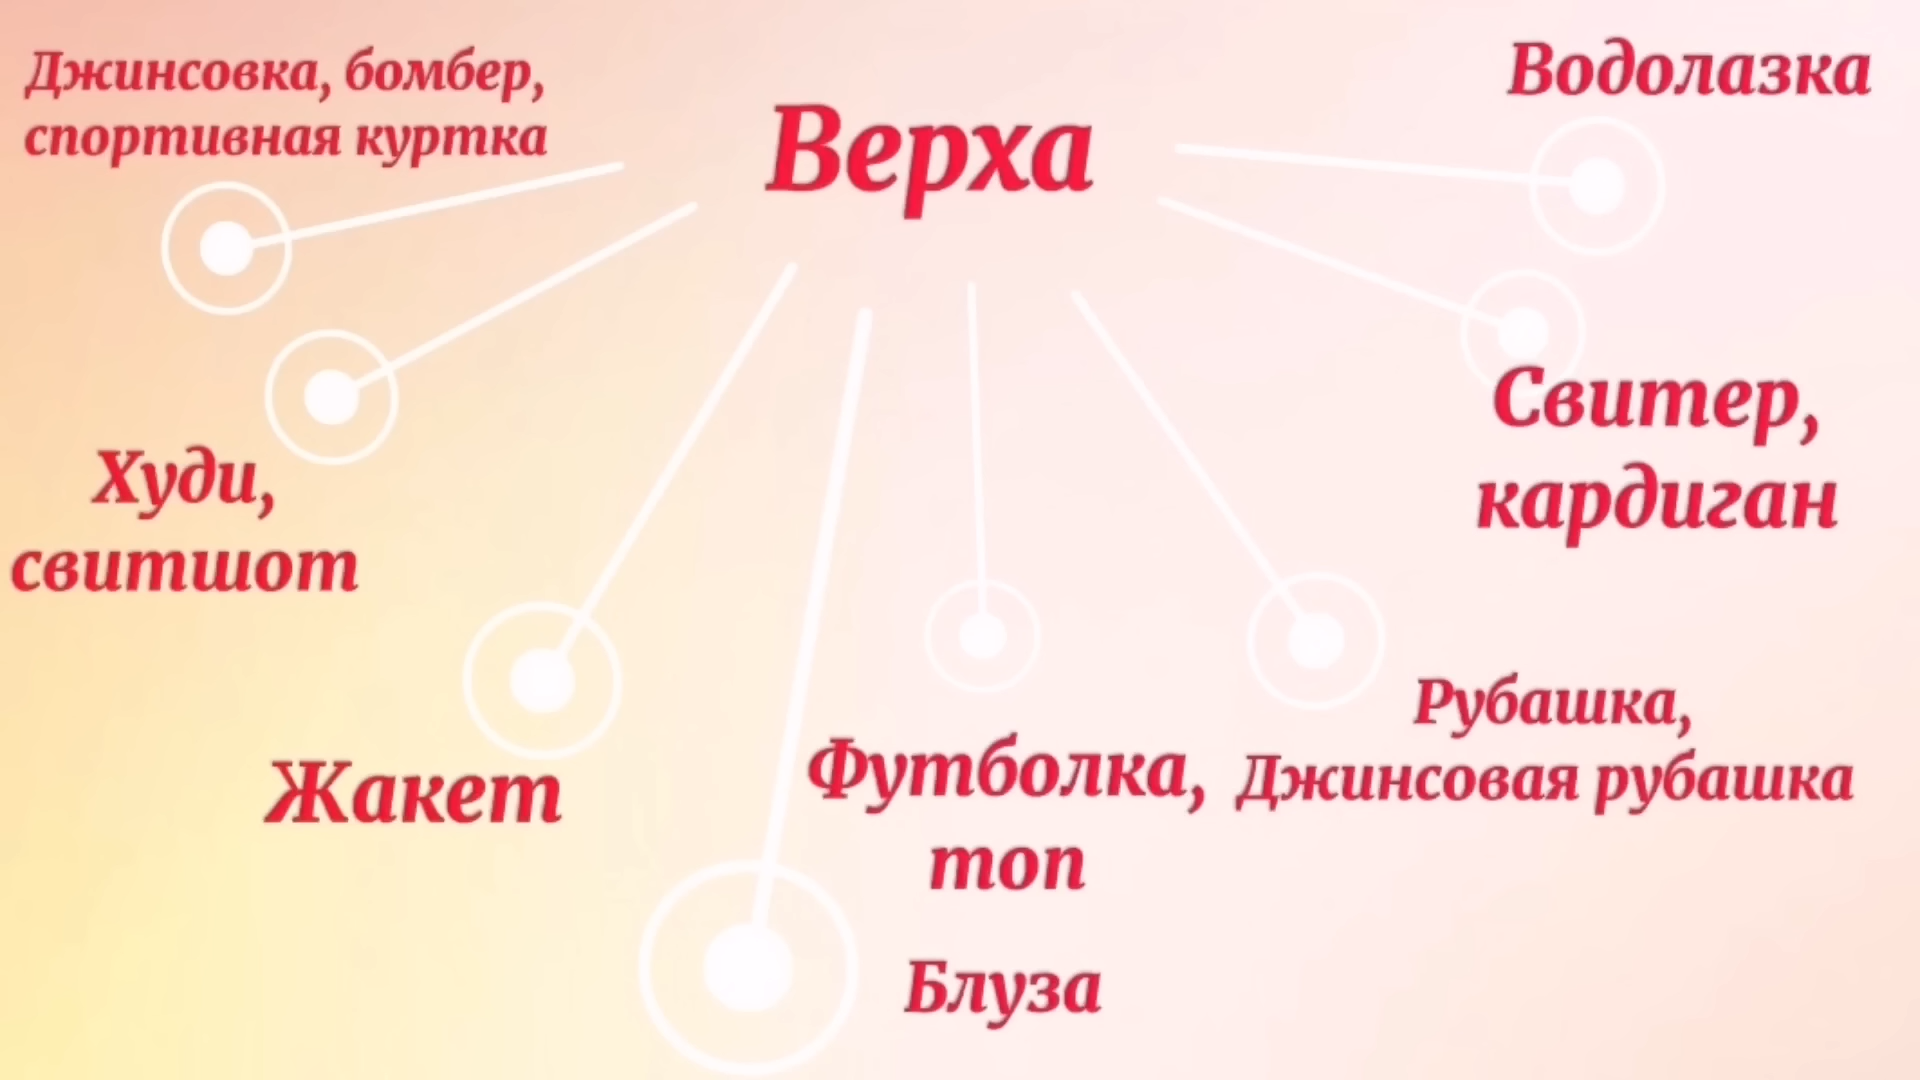 Верха
Джинсовка, бомбер,
спортивная куртка
Худи,
свитшот
Жакет
Блуза
Футболка,
топ
Рубашка,
Джинсовая рубашка
Свитер,
кардиган
Водолазка